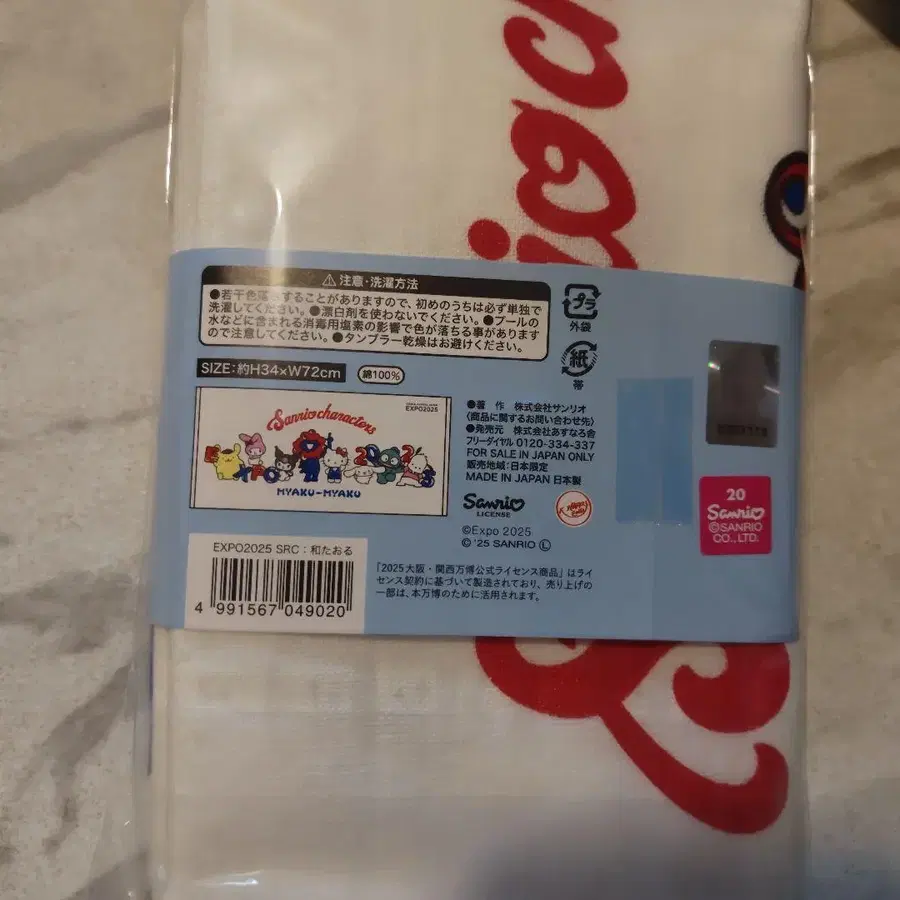 ⚠注意・洗濯方法
●若干色落ちすることがありますので、初めのうちは必ず単独で
洗濯してください。●漂白剤を使わないでください。●プールの
水などに含まれる消毒用塩素の影響で色が落ちる事があります
ので注意してください。●タンブラー乾燥はお避けください。
プラ
外袋
紙
帯
SIZE:約H34×W72cm
綿100%
EXPO2025
Sanrio characters
EXPO 2025
MYAKU-MYAKU
●著 作 株式会社サンリオ
〈商品に関するお問い合わせ先〉
●発売元 株式会社あすなろ舎
フリーダイヤル 0120-334-337
FOR SALE IN JAPAN ONLY
販売地域:日本限定
MADE IN JAPAN 日本製
Sanrio
LICENSE
©Expo 2025
© '25 SANRIO Ⓛ
20
Sanrio
©SANRIO
CO.,LTD.
EXPO2025 SRC:和たおる
4 991567 049020
「2025大阪・関西万博公式ライセンス商品」はライ
センス契約に基づいて製造されており、売り上げの
一部は、本万博のために活用されます。